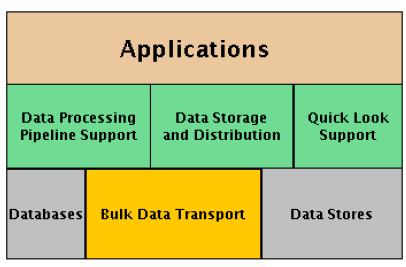 Applications
Data Processing
Pipeline Support
Data Storage
and Distribution
Quick Look
Support
Databases
Bulk Data Transport
Data Stores